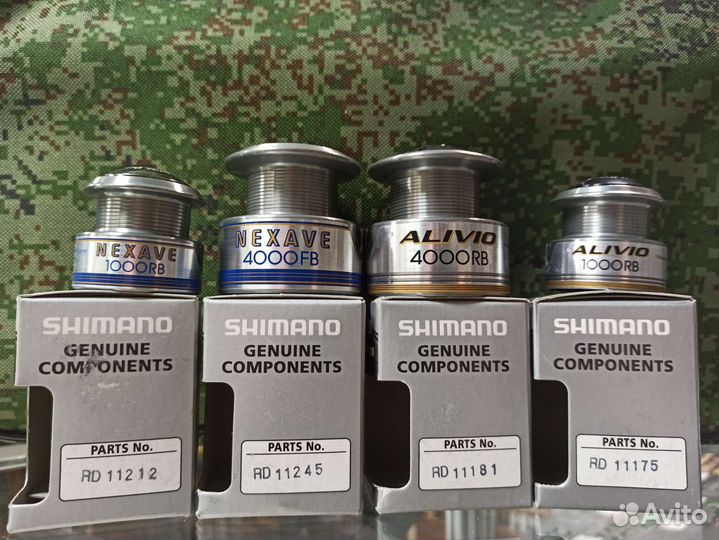 NEXAVE
1000RB
NEXAVE
4000FB
ALIVIO
4000RB
ALIVIO
1000RB
SHIMANO
GENUINE
COMPONENTS
PARTS No.
RD 11212
SHIMANO
GENUINE
COMPONENTS
PARTS No.
RD 11245
SHIMANO
GENUINE
COMPONENTS
PARTS No.
RD 11181
SHIMANO
GENUINE
COMPONENTS
PARTS No.
RD 11175
Avito